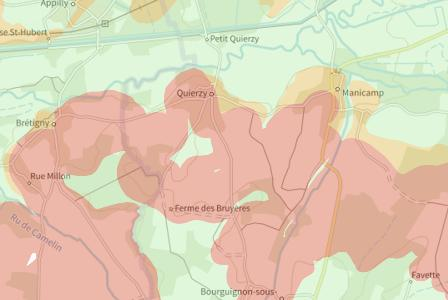 Appilly
se St-Hubert
Petit Quierzy
Quierzy
Manicamp
Brétigny
Rue Millon
Ferme des Bruyères
Ru de Camelin
Favette
Bourguignon-sous-